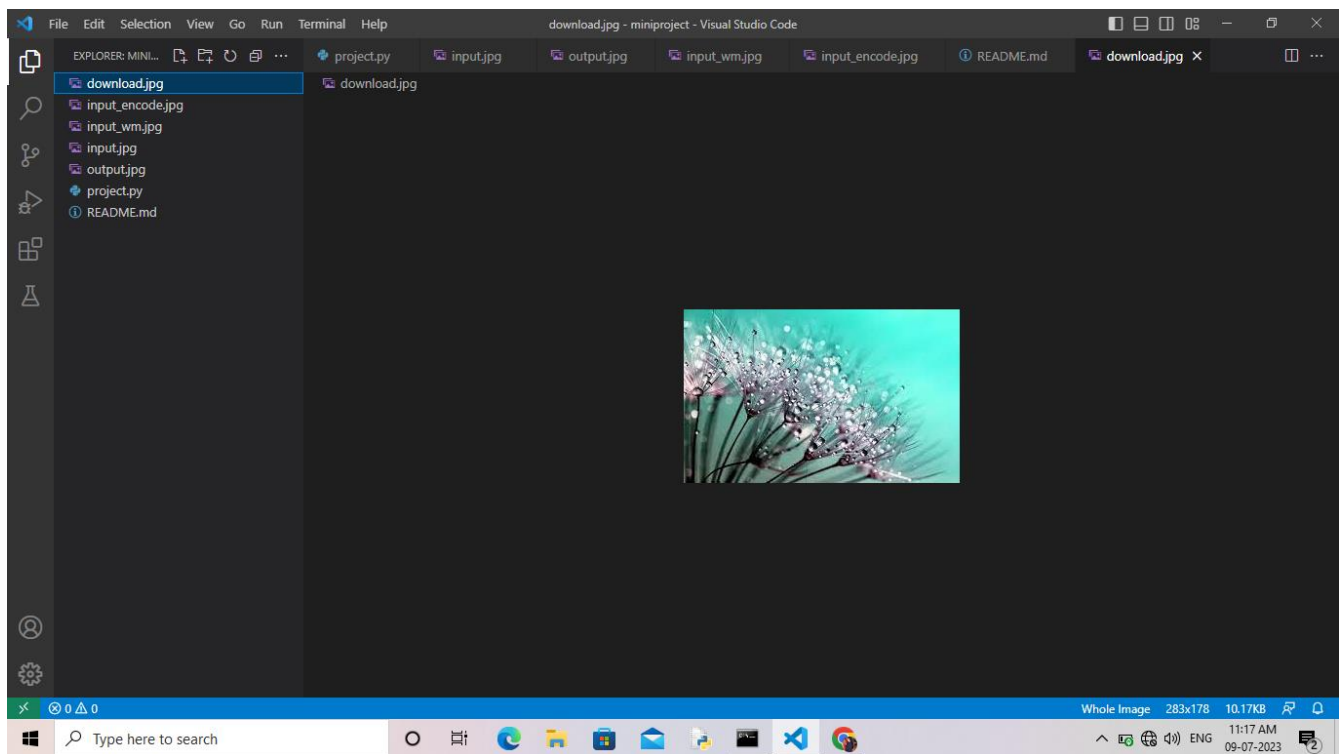 File Edit Selection View Go Run Terminal Help download.jpg - miniproject - Visual Studio Code
EXPLORER: MINI... project.py input.jpg output.jpg input_wm.jpg input_encode.jpg README.md download.jpg
download.jpg
input_encode.jpg
input_wm.jpg
input.jpg
output.jpg
project.py
README.md
download.jpg
0 0 Whole Image 283x178 10.17KB
Type here to search ENG 11:17 AM
09-07-2023 2